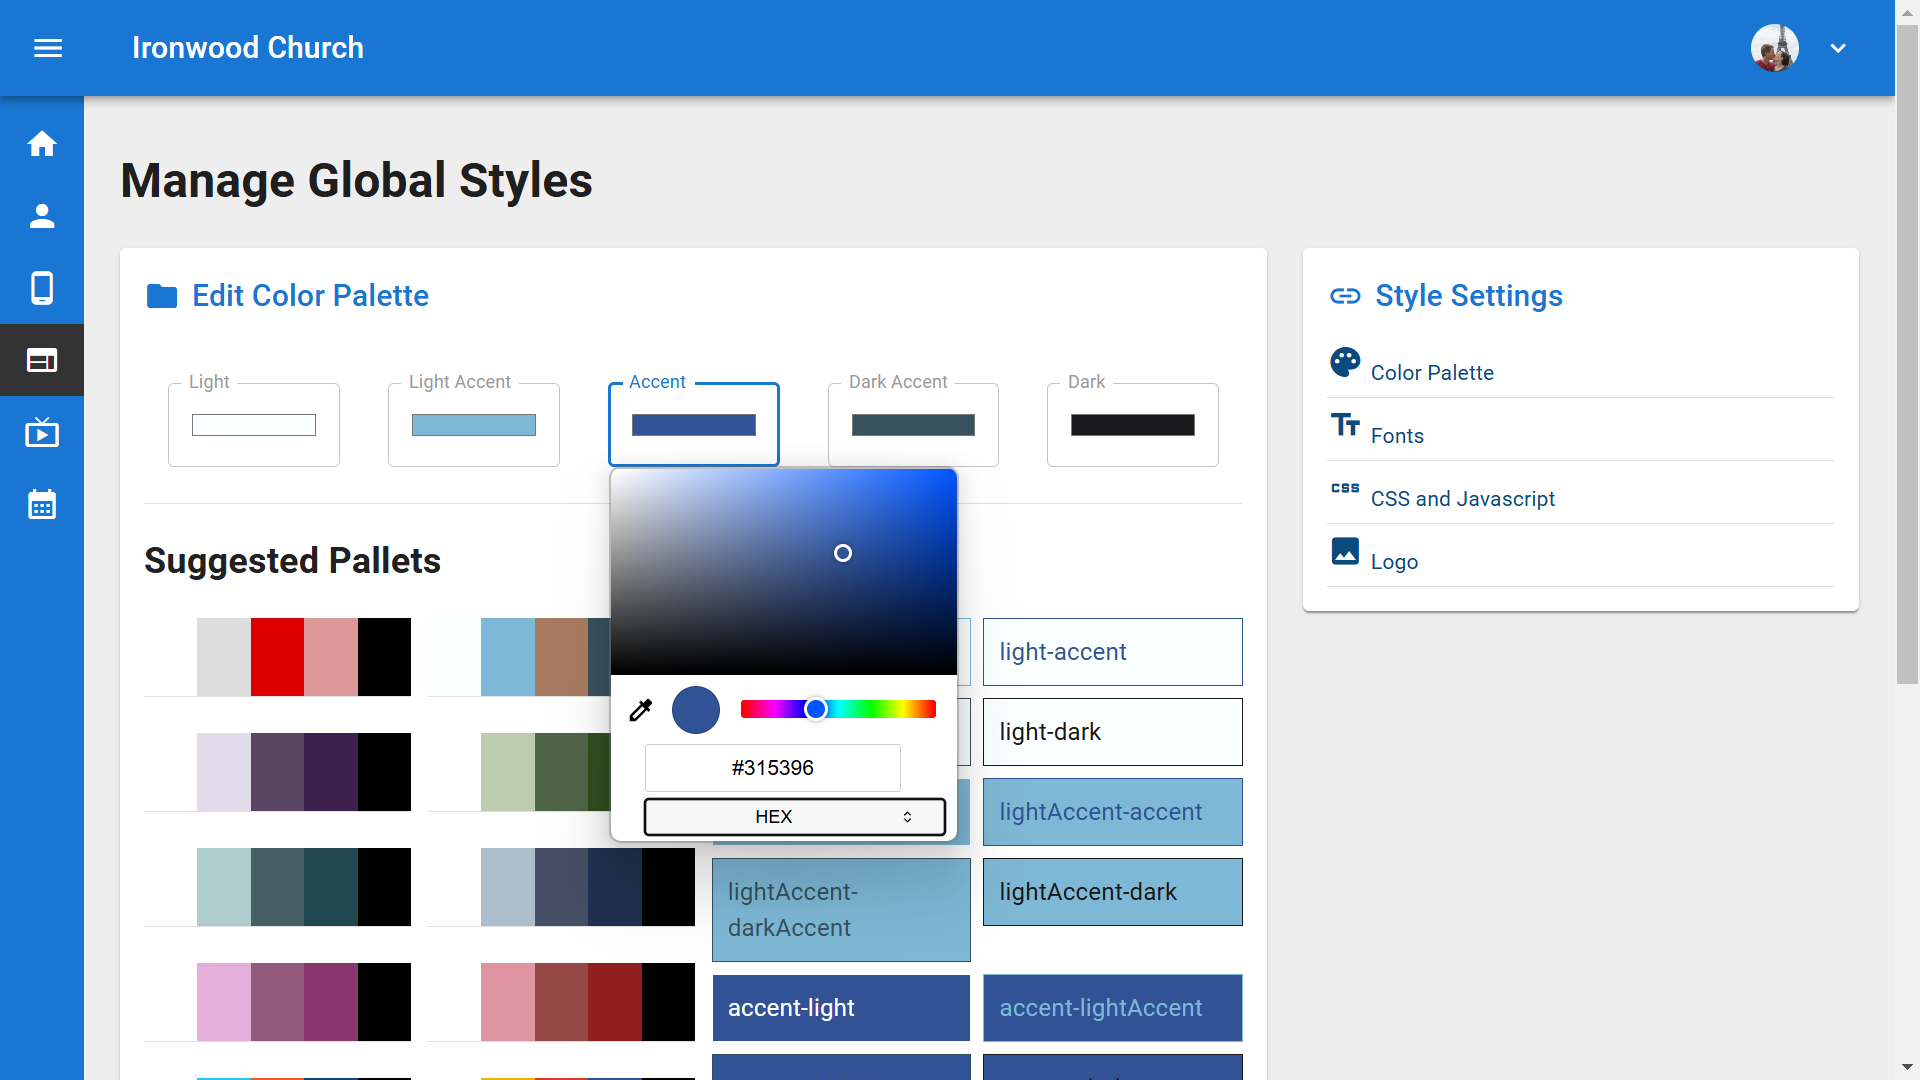 Ironwood Church
Manage Global Styles
Edit Color Palette
Light
Light Accent
Accent
Dark Accent
Dark
Suggested Pallets
#315396
HEX
light-accent
light-dark
lightAccent-accent
lightAccent-
darkAccent
lightAccent-dark
accent-light
accent-lightAccent
Style Settings
Color Palette
Fonts
css
CSS and Javascript
Logo